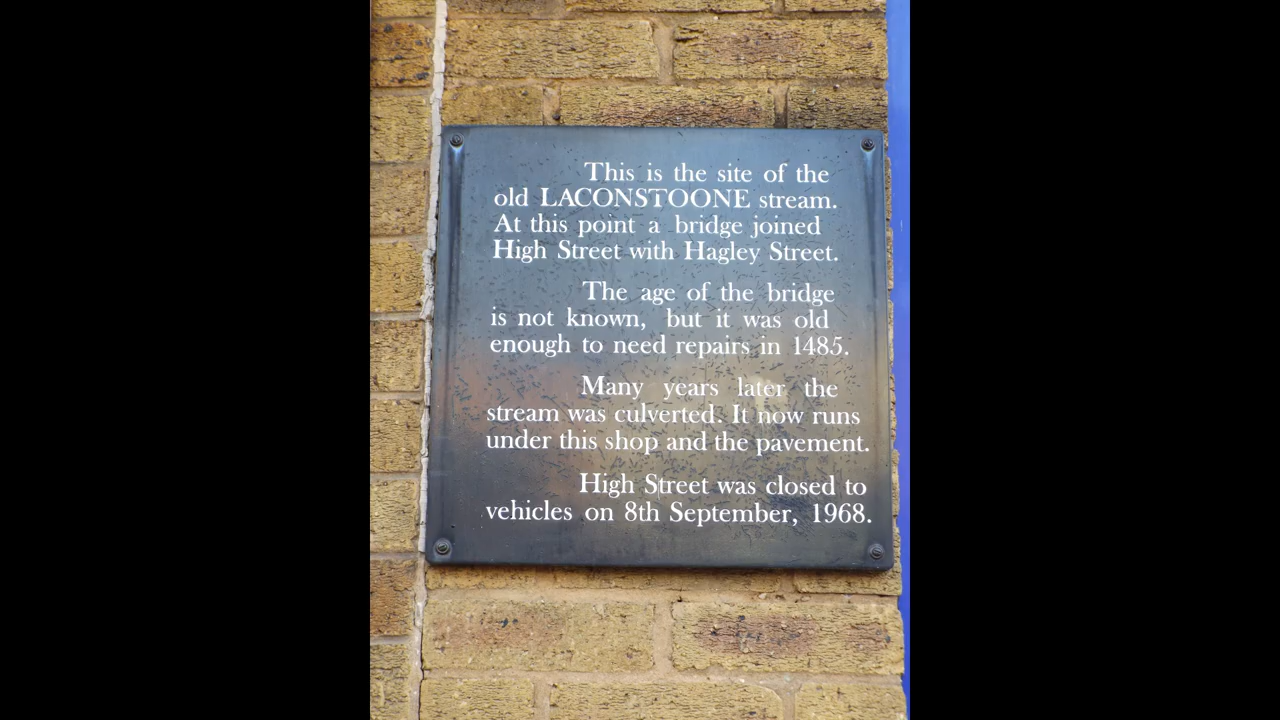 This is the site of the
old LACONSTOONE stream.
At this point a bridge joined
High Street with Hagley Street.
The age of the bridge
is not known, but it was old
enough to need repairs in 1485.
Many years later the
stream was culverted. It now runs
under this shop and the pavement.
High Street was closed to
vehicles on 8th September, 1968.